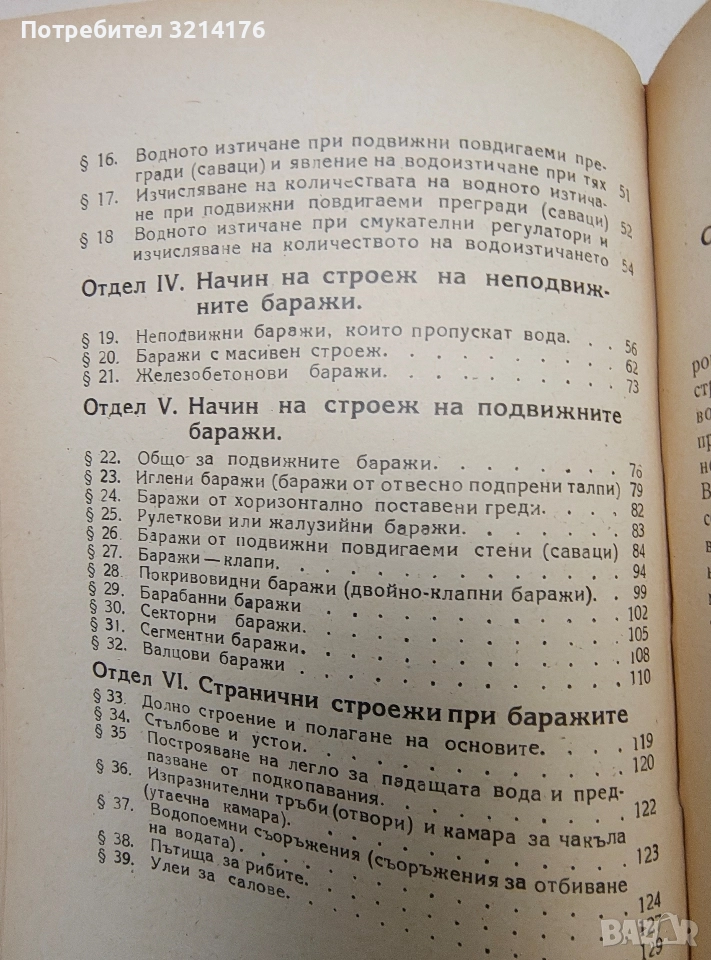 Потребител 3214176
§ 16. Водното изтичане при подвижни повдигаеми пре-
гради (саваци) и явление на водоизтичане при тях 51
§ 17. Изчисляване на количествата на водното изтича-
не при подвижни повдигаеми прегради (саваци) 52
§ 18 Водното изтичане при смукателни регулатори и
изчисляване на количеството на водоизтичането 54
Отдел IV. Начин на строеж на неподвиж-
ните баражи.
§ 19. Неподвижни баражи, които пропускат вода. . . 56
§ 20. Баражи с масивен строеж. . . . . . . . 62
§ 21. Железобетонови баражи. . . . . . . . 73
Отдел V. Начин на строеж на подвижните
баражи.
§ 22. Общо за подвижните баражи. . . . . . . 76
§ 23. Иглени баражи (баражи от отвесно подпрени талпи) 79
§ 24. Баражи от хоризонтално поставени греди. . . . 82
§ 25. Рулеткови или жалузийни баражи. . . . . . 83
§ 26. Баражи от подвижни повдигаеми стени (саваци) 84
§ 27. Баражи — клапи. . . . . . . . . . . 94
§ 28. Покривовидни баражи (двойно-клапни баражи). . 99
§ 29. Барабанни баражи . . . . . . . . . . 102
§ 30. Секторни баражи. . . . . . . . . . 105
§ 31. Сегментни баражи. . . . . . . . . . 108
§ 32. Валцови баражи . . . . . . . . . . 110
Отдел VI. Странични строежи при баражите
§ 33. Долно строение и полагане на основите. . . . 119
§ 34. Стълбове и устои. . . . . . . . . . 120
§ 35 Построяване на легло за падащата вода и пред-
пазване от подкопавания. . . . . . . . 122
§ 36. Изпразнителни тръби (отвори) и камара за чакъла
(утаечна камара). . . . . . . . . . 123
§ 37. Водопоемни съоръжения (съоръжения за отбиване
на водата). . . . . . . . . . . 124
§ 38. Пътища за рибите. . . . . . . . . . 127
§ 39. Улеи за салове. . . . . . . . . . 129
BAZAR